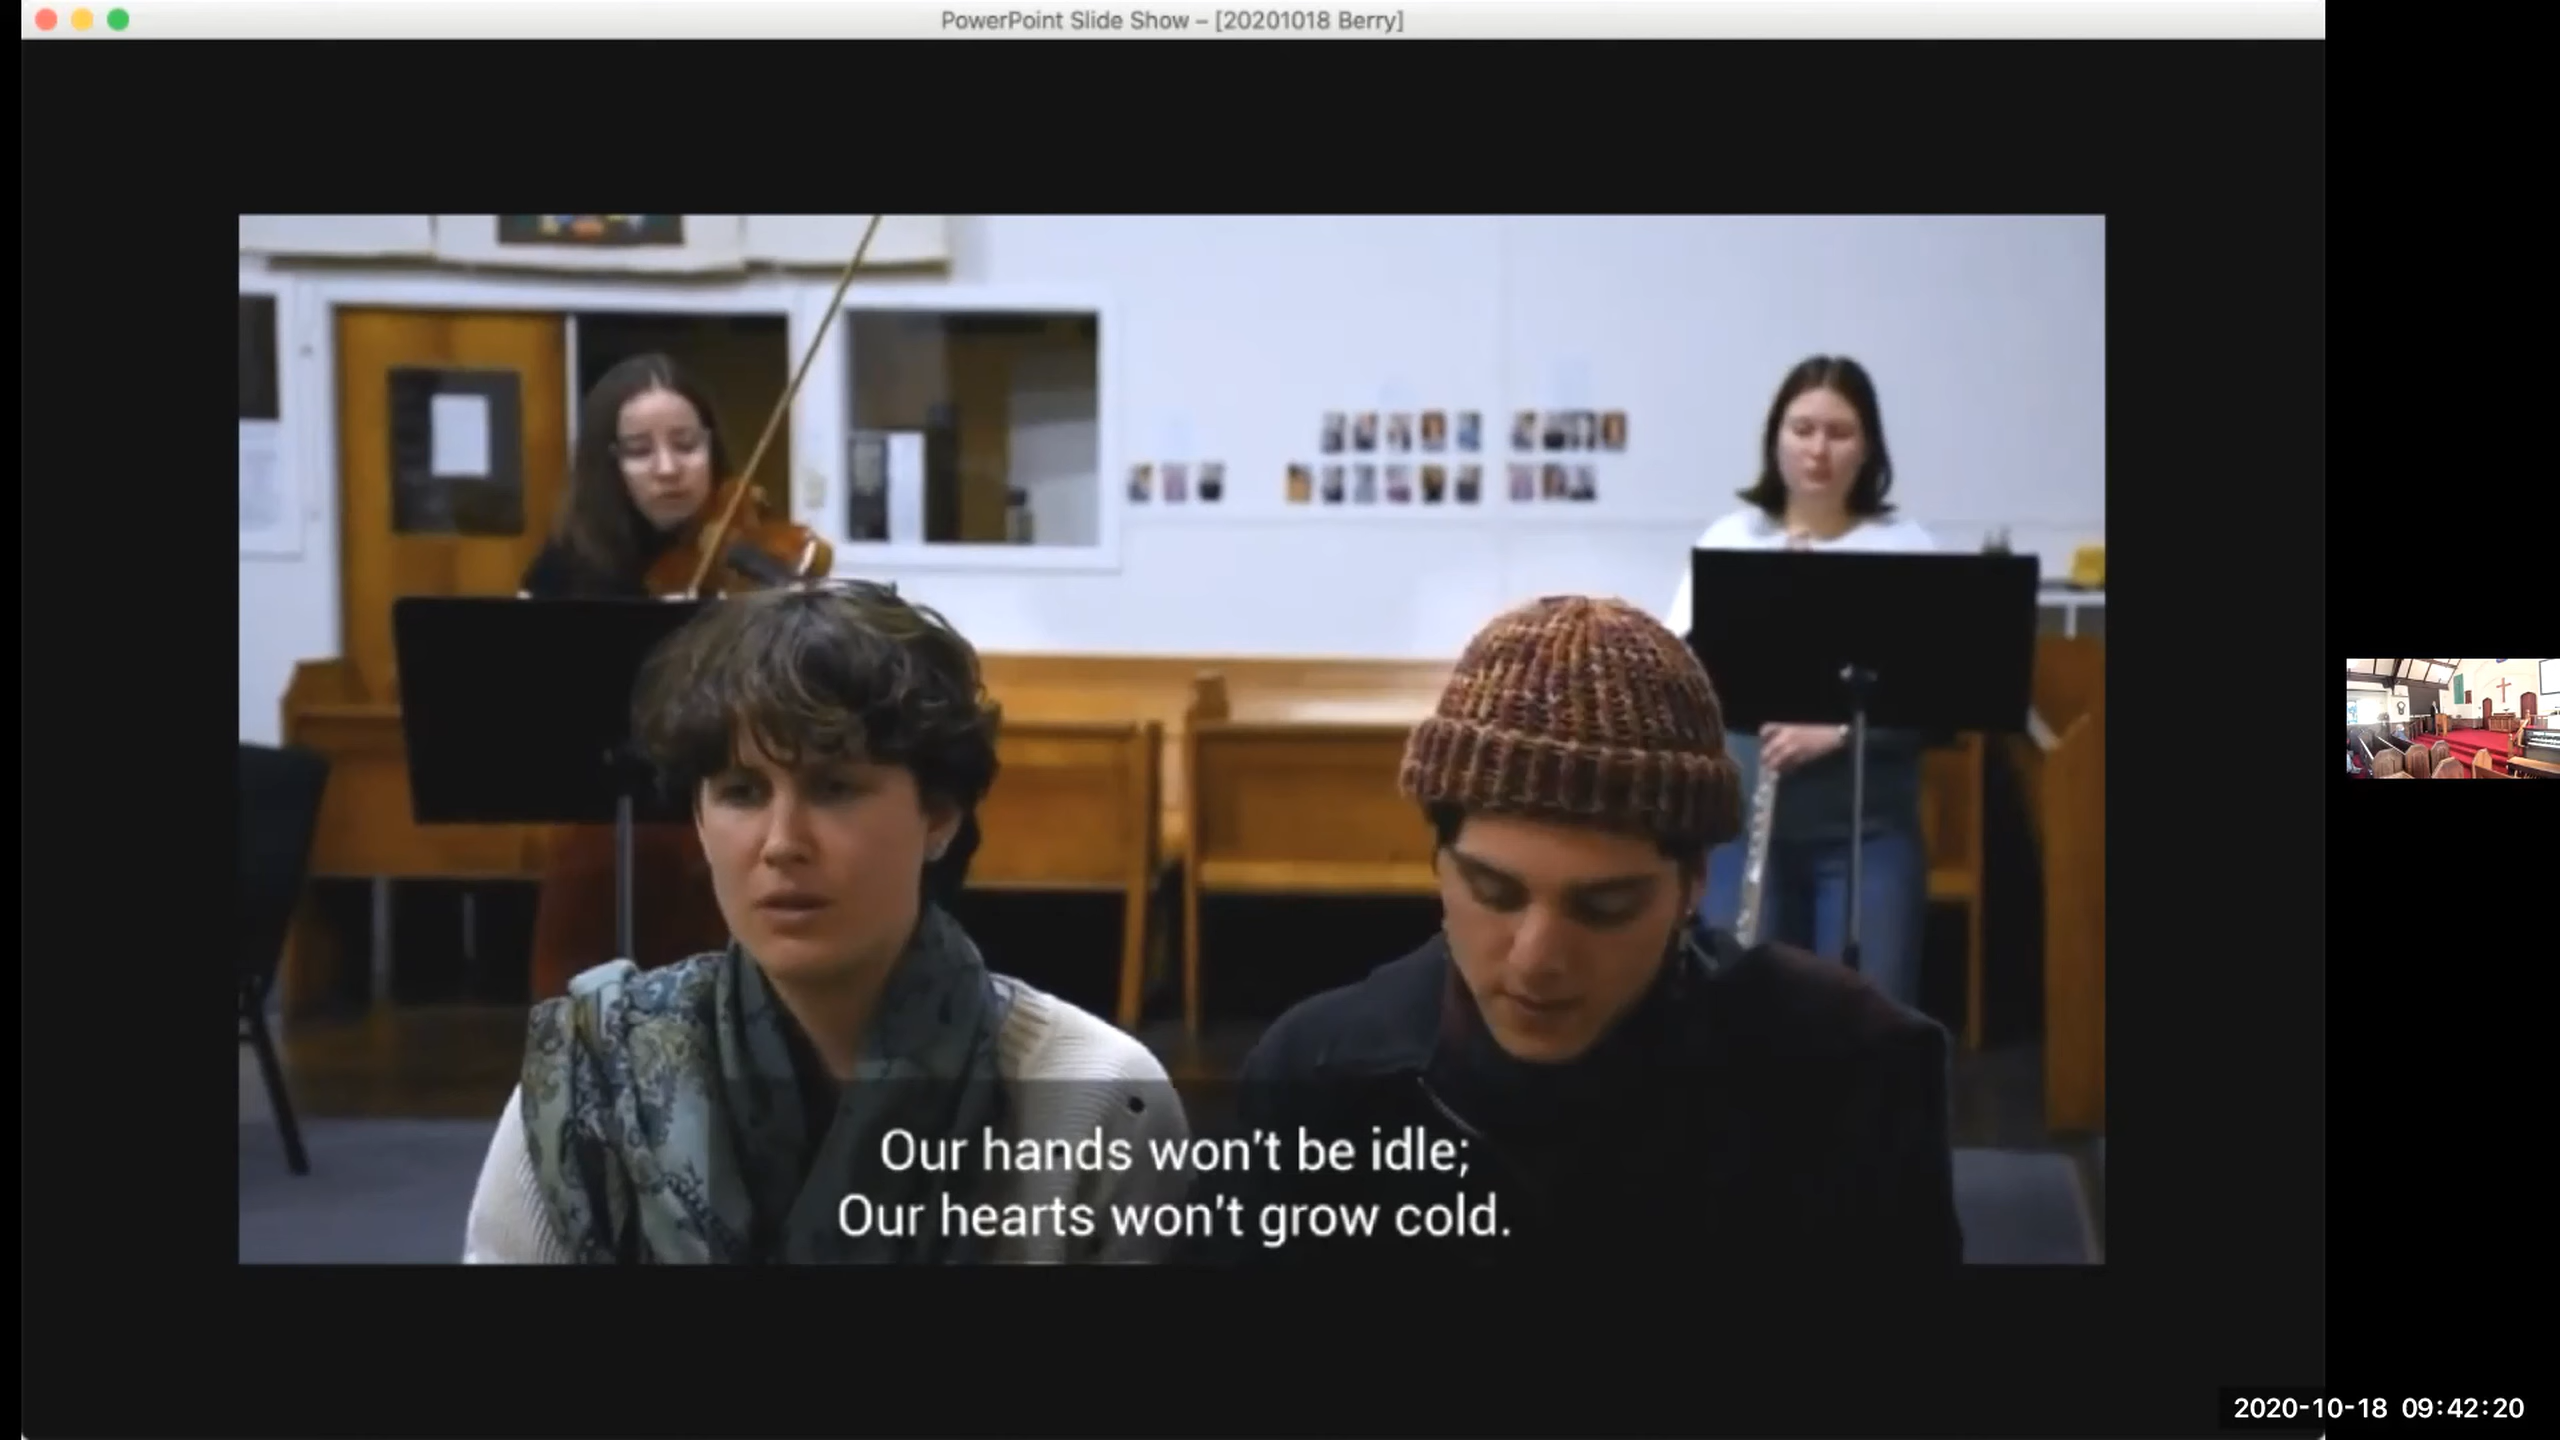 PowerPoint Slide Show – [20201018 Berry]
Our hands won't be idle;
Our hearts won't grow cold.
2020-10-18 09:42:20